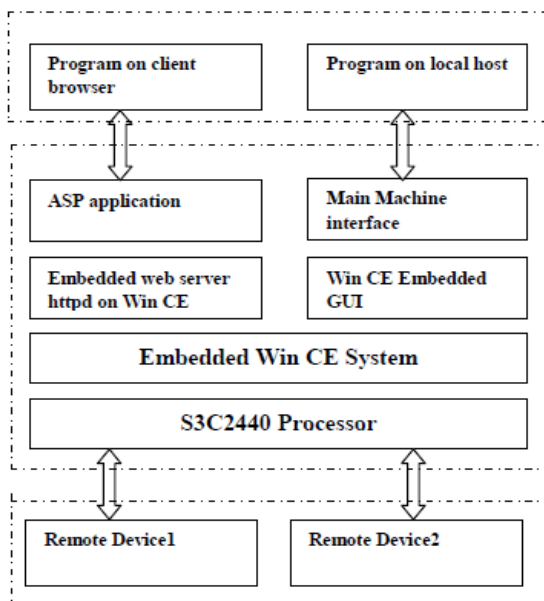 Program on client
browser
Program on local host
ASP application
Main Machine
interface
Embedded web server
httpd on Win CE
Win CE Embedded
GUI
Embedded Win CE System
S3C2440 Processor
Remote Device1
Remote Device2